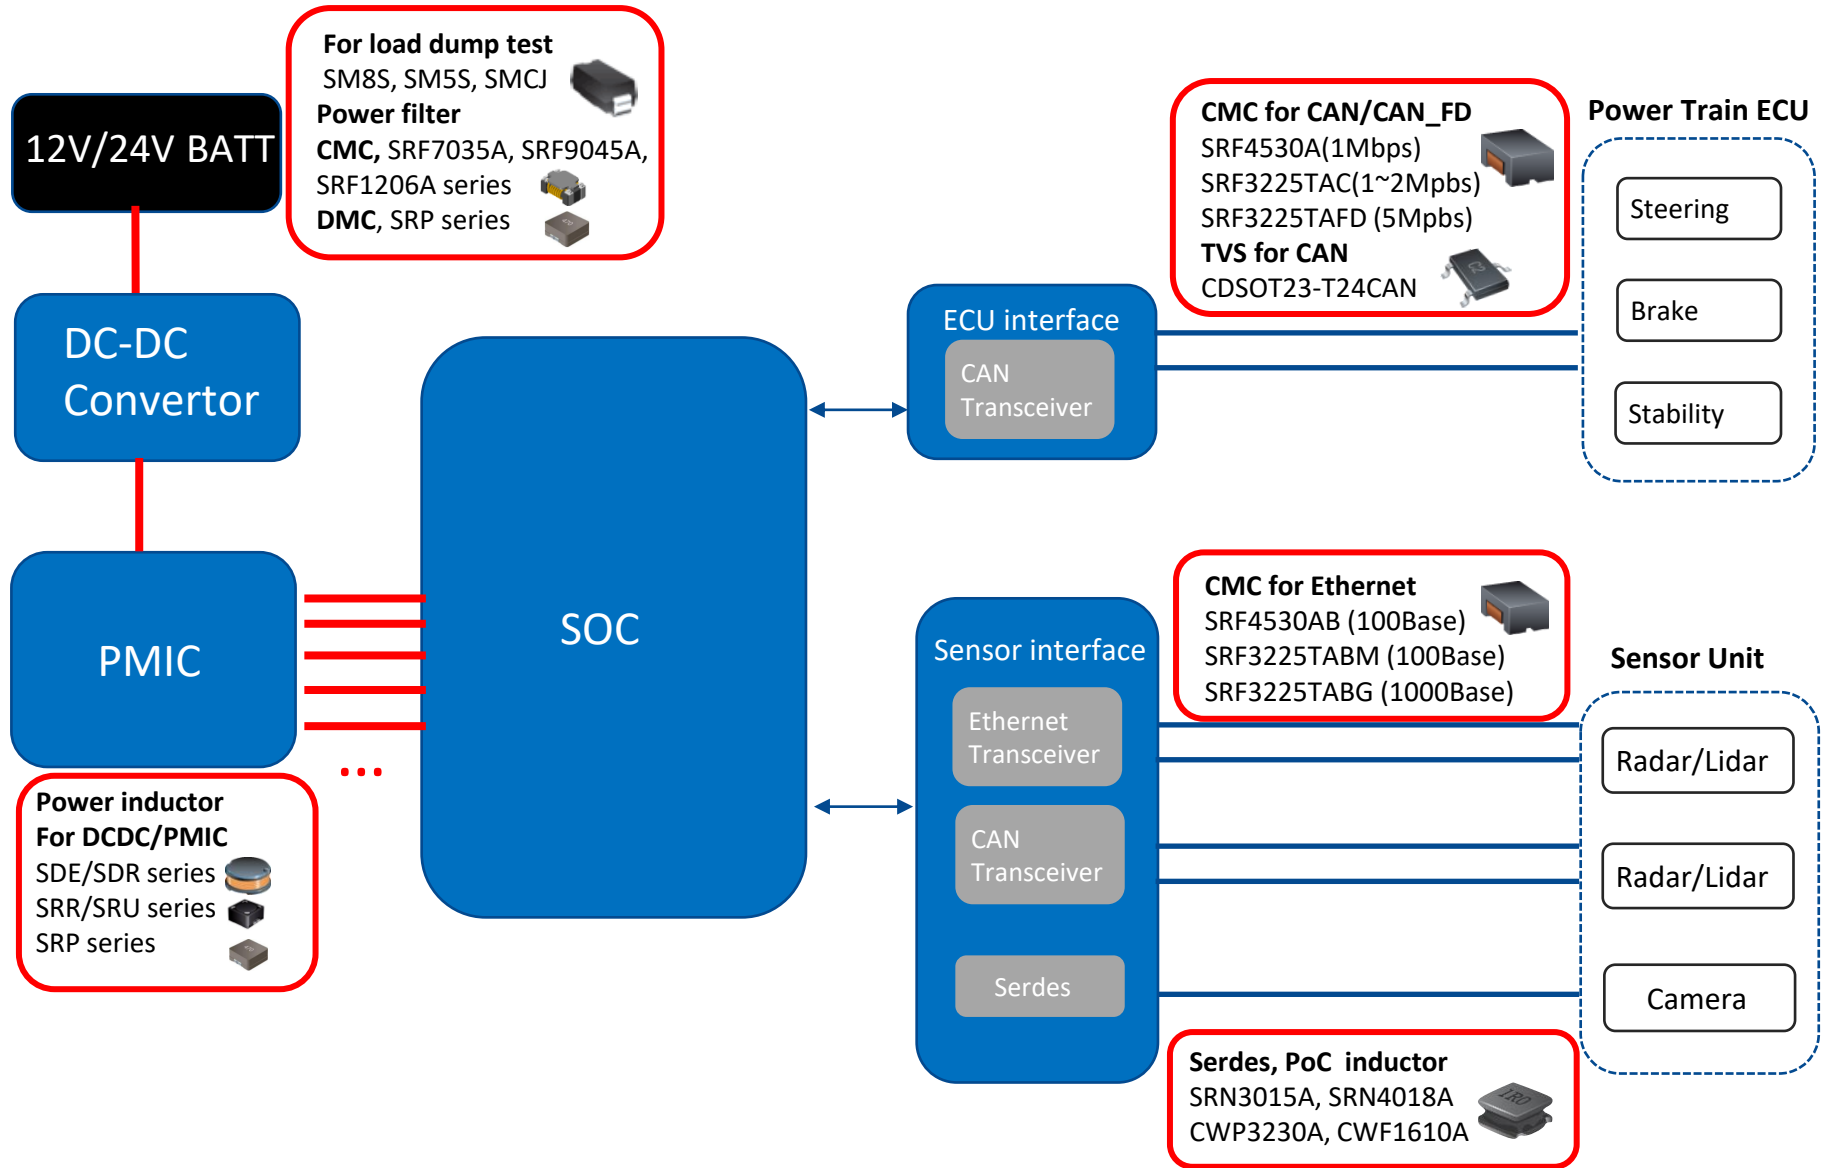 For load dump test
SM8S, SM5S, SMCJ
Power filter
CMC, SRF7035A, SRF9045A,
SRF1206A series
DMC, SRP series
12V/24V BATT
DC-DC
Convertor
PMIC
Power inductor
For DCDC/PMIC
SDE/SDR series
SRR/SRU series
SRP series
...
SOC
ECU interface
CAN
Transceiver
CMC for CAN/CAN_FD
SRF4530A(1Mbps)
SRF3225TAC(1~2Mpbs)
SRF3225TAFD (5Mpbs)
TVS for CAN
CDSOT23-T24CAN
Power Train ECU
Steering
Brake
Stability
Sensor interface
Ethernet
Transceiver
CAN
Transceiver
Serdes
CMC for Ethernet
SRF4530AB (100Base)
SRF3225TABM (100Base)
SRF3225TABG (1000Base)
Sensor Unit
Radar/Lidar
Radar/Lidar
Camera
Serdes, PoC inductor
SRN3015A, SRN4018A
CWP3230A, CWF1610A